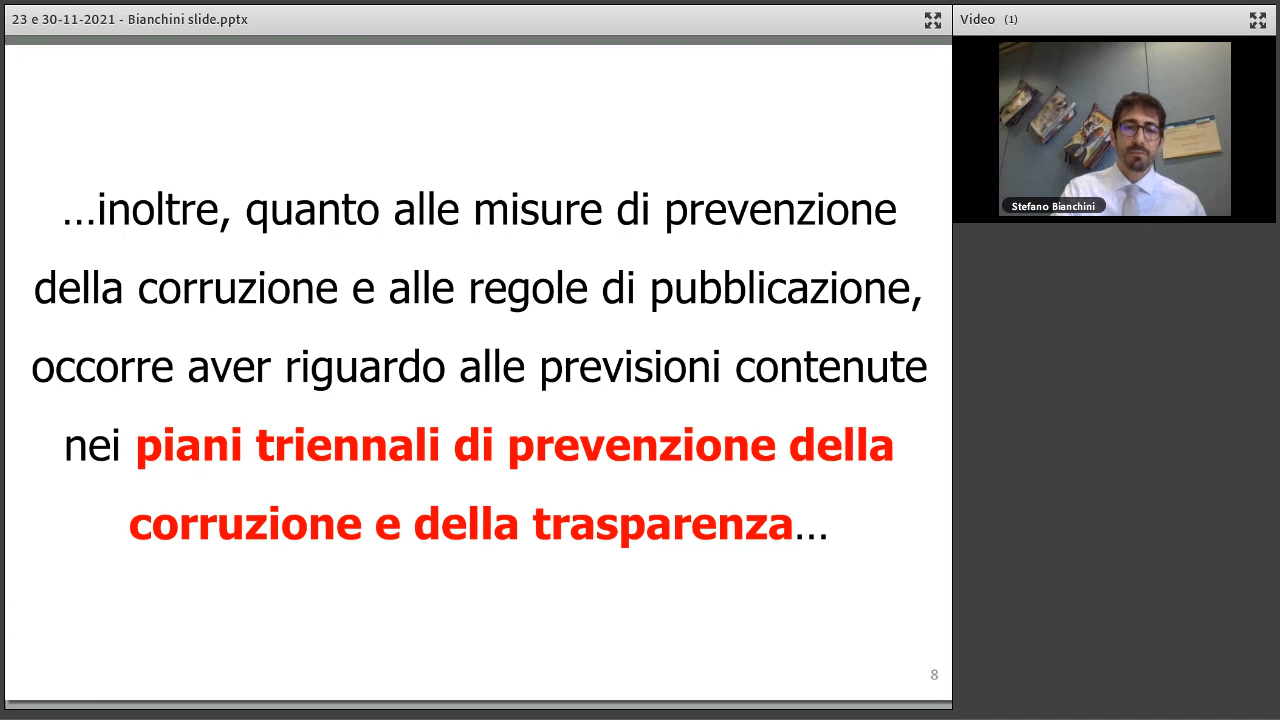 23 e 30-11-2021 - Bianchini slide.pptx
Video (1)
Stefano Bianchini
...inoltre, quanto alle misure di prevenzione
della corruzione e alle regole di pubblicazione,
occorre aver riguardo alle previsioni contenute
nei piani triennali di prevenzione della
corruzione e della trasparenza...
8